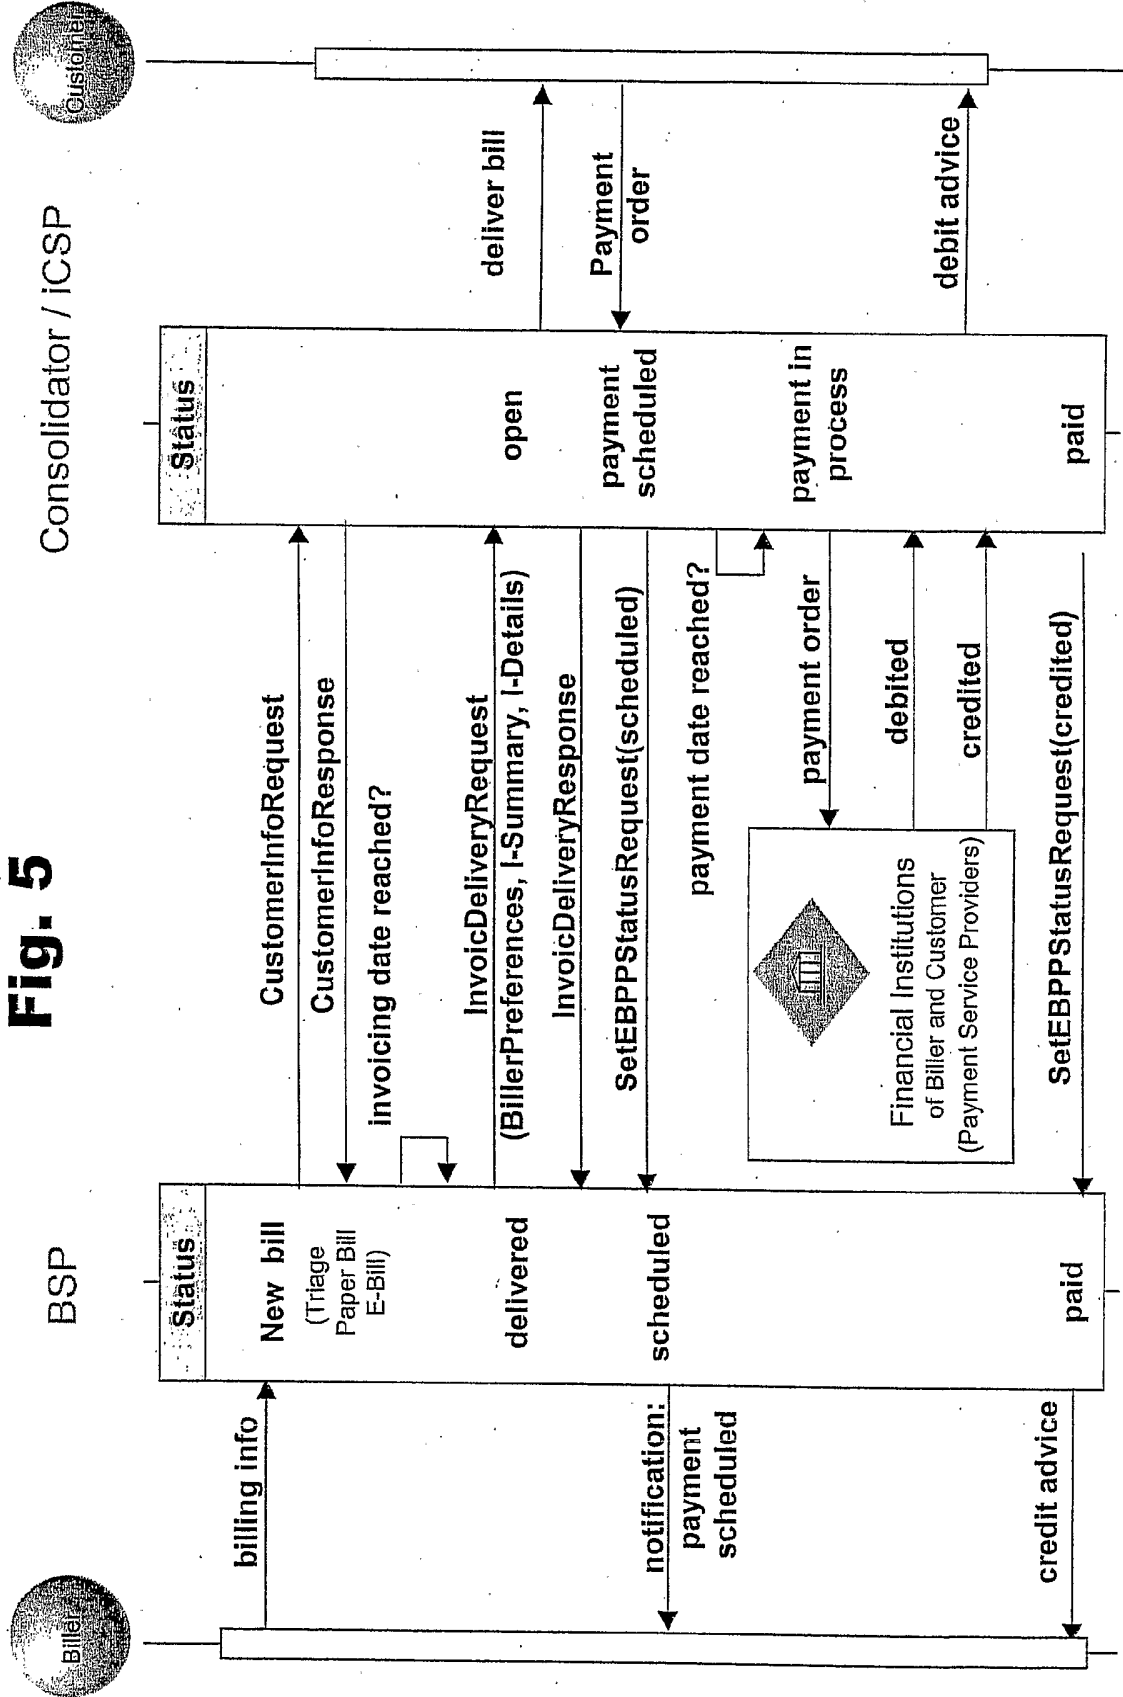 Fig. 5
Biller
BSP
Consolidator / iCSP
Customer
Status
Status
billing info
New bill
(Triage
Paper Bill
E-Bill)
CustomerInfoRequest
CustomerInfoResponse
invoicing date reached?
InvoicDeliveryRequest
(BillerPreferences, I-Summary, I-Details)
delivered
open
deliver bill
InvoicDeliveryResponse
Payment
order
payment
scheduled
SetEBPPStatusRequest(scheduled)
scheduled
notification:
payment
scheduled
payment date reached?
payment in
process
payment order
Financial Institutions
of Biller and Customer
(Payment Service Providers)
debited
credited
debit advice
SetEBPPStatusRequest(credited)
paid
paid
credit advice